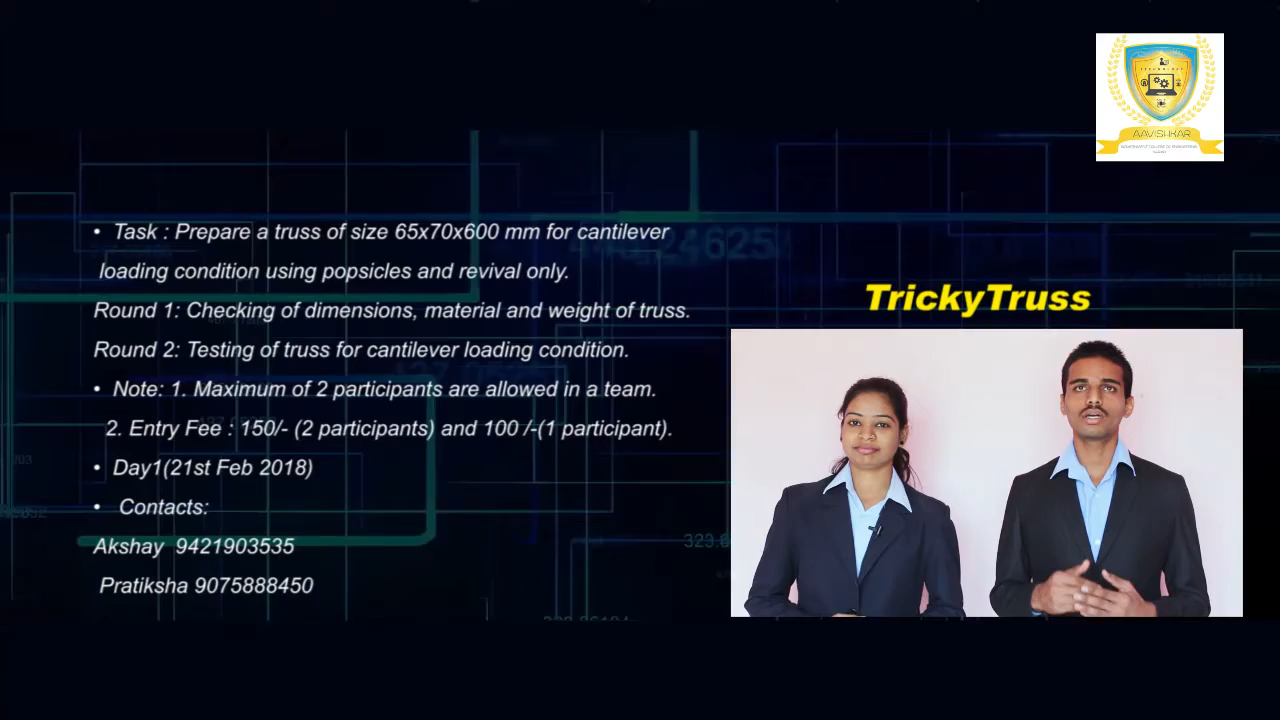 AAVISHKAR
• Task : Prepare a truss of size 65x70x600 mm for cantilever
loading condition using popsicles and revival only.
Round 1: Checking of dimensions, material and weight of truss.
Round 2: Testing of truss for cantilever loading condition.
• Note: 1. Maximum of 2 participants are allowed in a team.
2. Entry Fee : 150/- (2 participants) and 100 /-(1 participant).
• Day1(21st Feb 2018)
• Contacts:
Akshay 9421903535
Pratiksha 9075888450
TrickyTruss